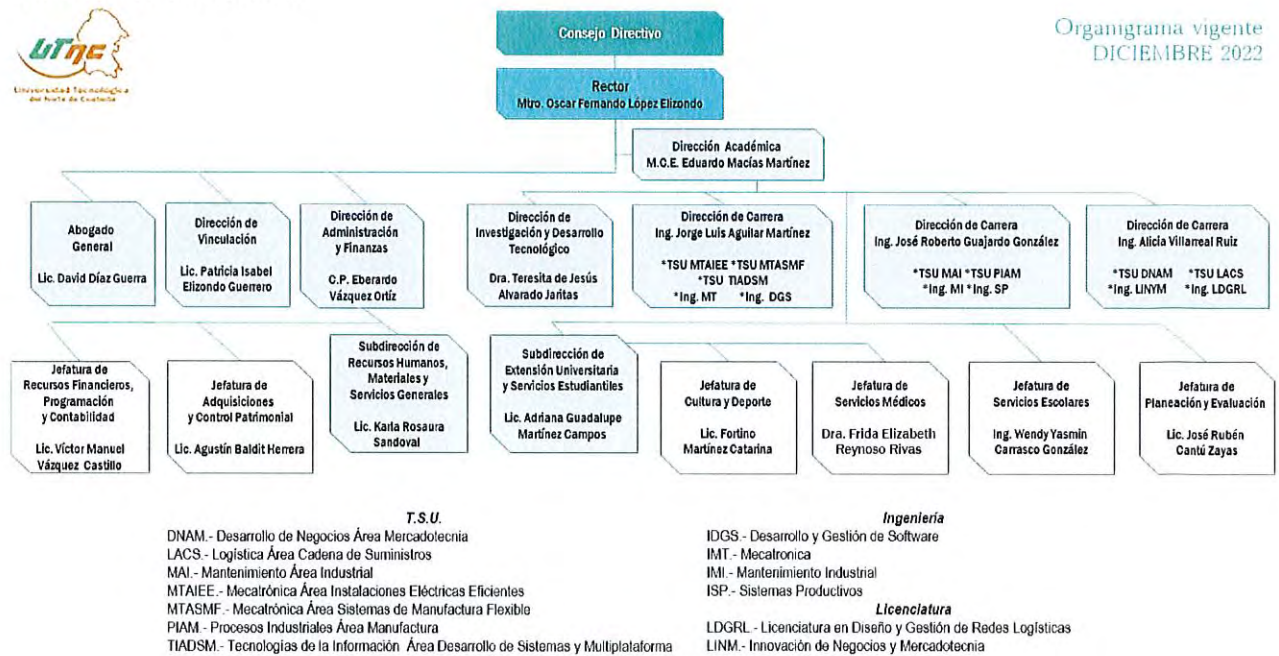 UTnc
Universidad Tecnológica
del Norte de Coahuila
Organigrama vigente
DICIEMBRE 2022
Consejo Directivo
Rector
Mtro. Oscar Fernando López Elizondo
Dirección Académica
M.C.E. Eduardo Macías Martínez
Abogado
General
Lic. David Díaz Guerra
Dirección de
Vinculación
Lic. Patricia Isabel
Elizondo Guerrero
Dirección de
Administración
y Finanzas
C.P. Eberardo
Vázquez Ortíz
Dirección de
Investigación y Desarrollo
Tecnológico
Dra. Teresita de Jesús
Alvarado Jaritas
Dirección de Carrera
Ing. Jorge Luis Aguilar Martínez
*TSU MTAIEE *TSU MTASMF
*TSU TIADSM
*Ing. MT *Ing. DGS
Dirección de Carrera
Ing. José Roberto Guajardo González
*TSU MAI *TSU PIAM
*Ing. MI *Ing. SP
Dirección de Carrera
Ing. Alicia Villarreal Ruiz
*TSU DNAM *TSU LACS
*Ing. LINYM *Ing. LDGRL
Jefatura de
Recursos Financieros,
Programación
y Contabilidad
Lic. Víctor Manuel
Vázquez Castillo
Jefatura de
Adquisiciones
y Control Patrimonial
Lic. Agustín Baldit Herrera
Subdirección de
Recursos Humanos,
Materiales y
Servicios Generales
Lic. Karla Rosaura
Sandoval
Subdirección de
Extensión Universitaria
y Servicios Estudiantiles
Lic. Adriana Guadalupe
Martínez Campos
Jefatura de
Cultura y Deporte
Lic. Fortino
Martínez Catarina
Jefatura de
Servicios Médicos
Dra. Frida Elizabeth
Reynoso Rivas
Jefatura de
Servicios Escolares
Ing. Wendy Yasmin
Carrasco González
Jefatura de
Planeación y Evaluación
Lic. José Rubén
Cantú Zayas
T.S.U.
DNAM.- Desarrollo de Negocios Área Mercadotecnia
LACS.- Logística Área Cadena de Suministros
MAI.- Mantenimiento Área Industrial
MTAIEE.- Mecatrónica Área Instalaciones Eléctricas Eficientes
MTASMF.- Mecatrónica Área Sistemas de Manufactura Flexible
PIAM.- Procesos Industriales Área Manufactura
TIADSM.- Tecnologías de la Información Área Desarrollo de Sistemas y Multiplataforma
Ingeniería
IDGS.- Desarrollo y Gestión de Software
IMT.- Mecatronica
IMI.- Mantenimiento Industrial
ISP.- Sistemas Productivos
Licenciatura
LDGRL.- Licenciatura en Diseño y Gestión de Redes Logísticas
LINM.- Innovación de Negocios y Mercadotecnia